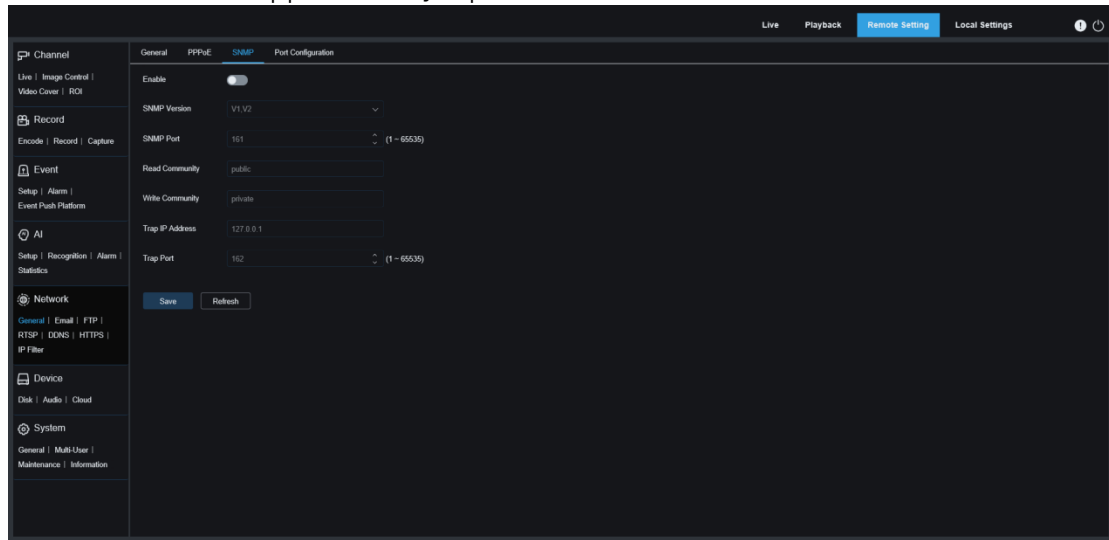 Live Playback Remote Setting Local Settings
Channel
Live | Image Control |
Video Cover | ROI
Record
Encode | Record | Capture
Event
Setup | Alarm |
Event Push Platform
AI
Setup | Recognition | Alarm |
Statistics
Network
General | Email | FTP |
RTSP | DDNS | HTTPS |
IP Filter
Device
Disk | Audio | Cloud
System
General | Multi-User |
Maintenance | Information
General PPPoE SNMP Port Configuration
Enable
SNMP Version V1,V2
SNMP Port 161 (1 ~ 65535)
Read Community public
Write Community private
Trap IP Address 127.0.0.1
Trap Port 162 (1 ~ 65535)
Save Refresh